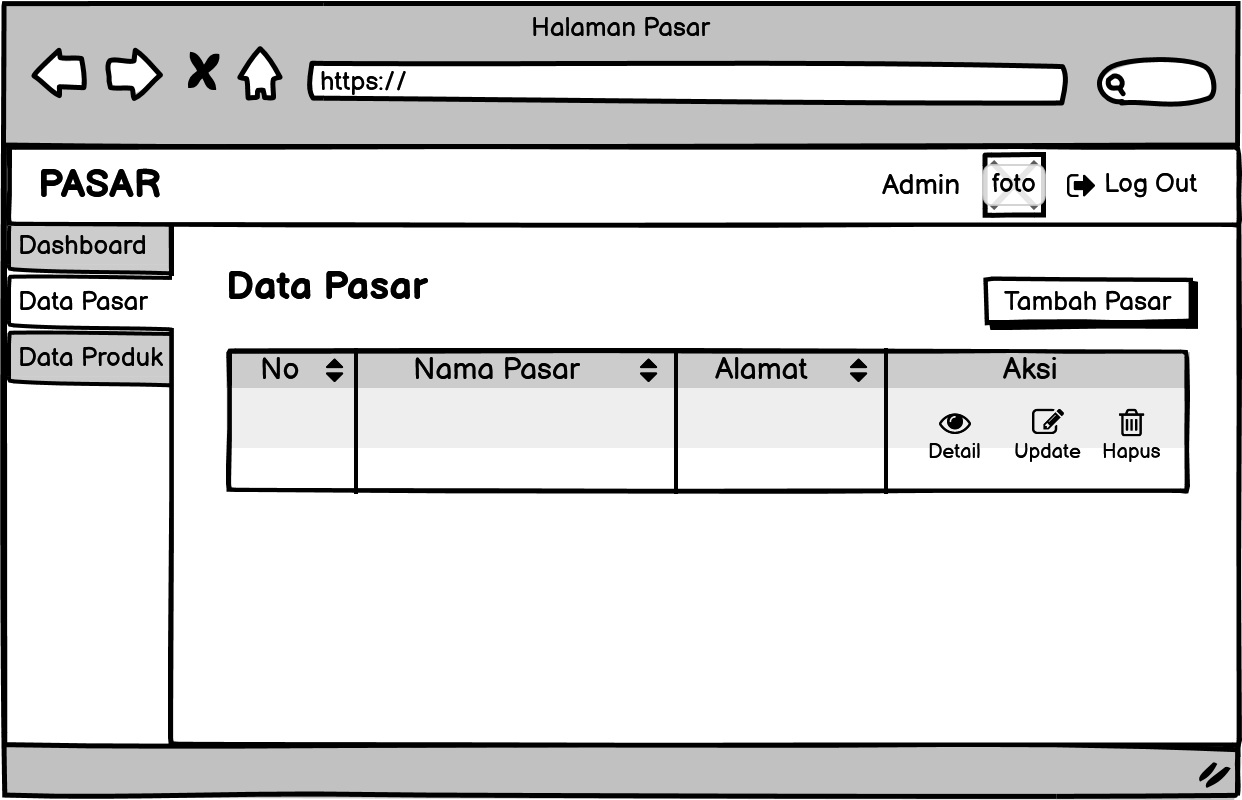 Halaman Pasar
https://
PASAR
Admin
foto
Log Out
Dashboard
Data Pasar
Data Produk
Data Pasar
Tambah Pasar
No
Nama Pasar
Alamat
Aksi
Detail
Update
Hapus